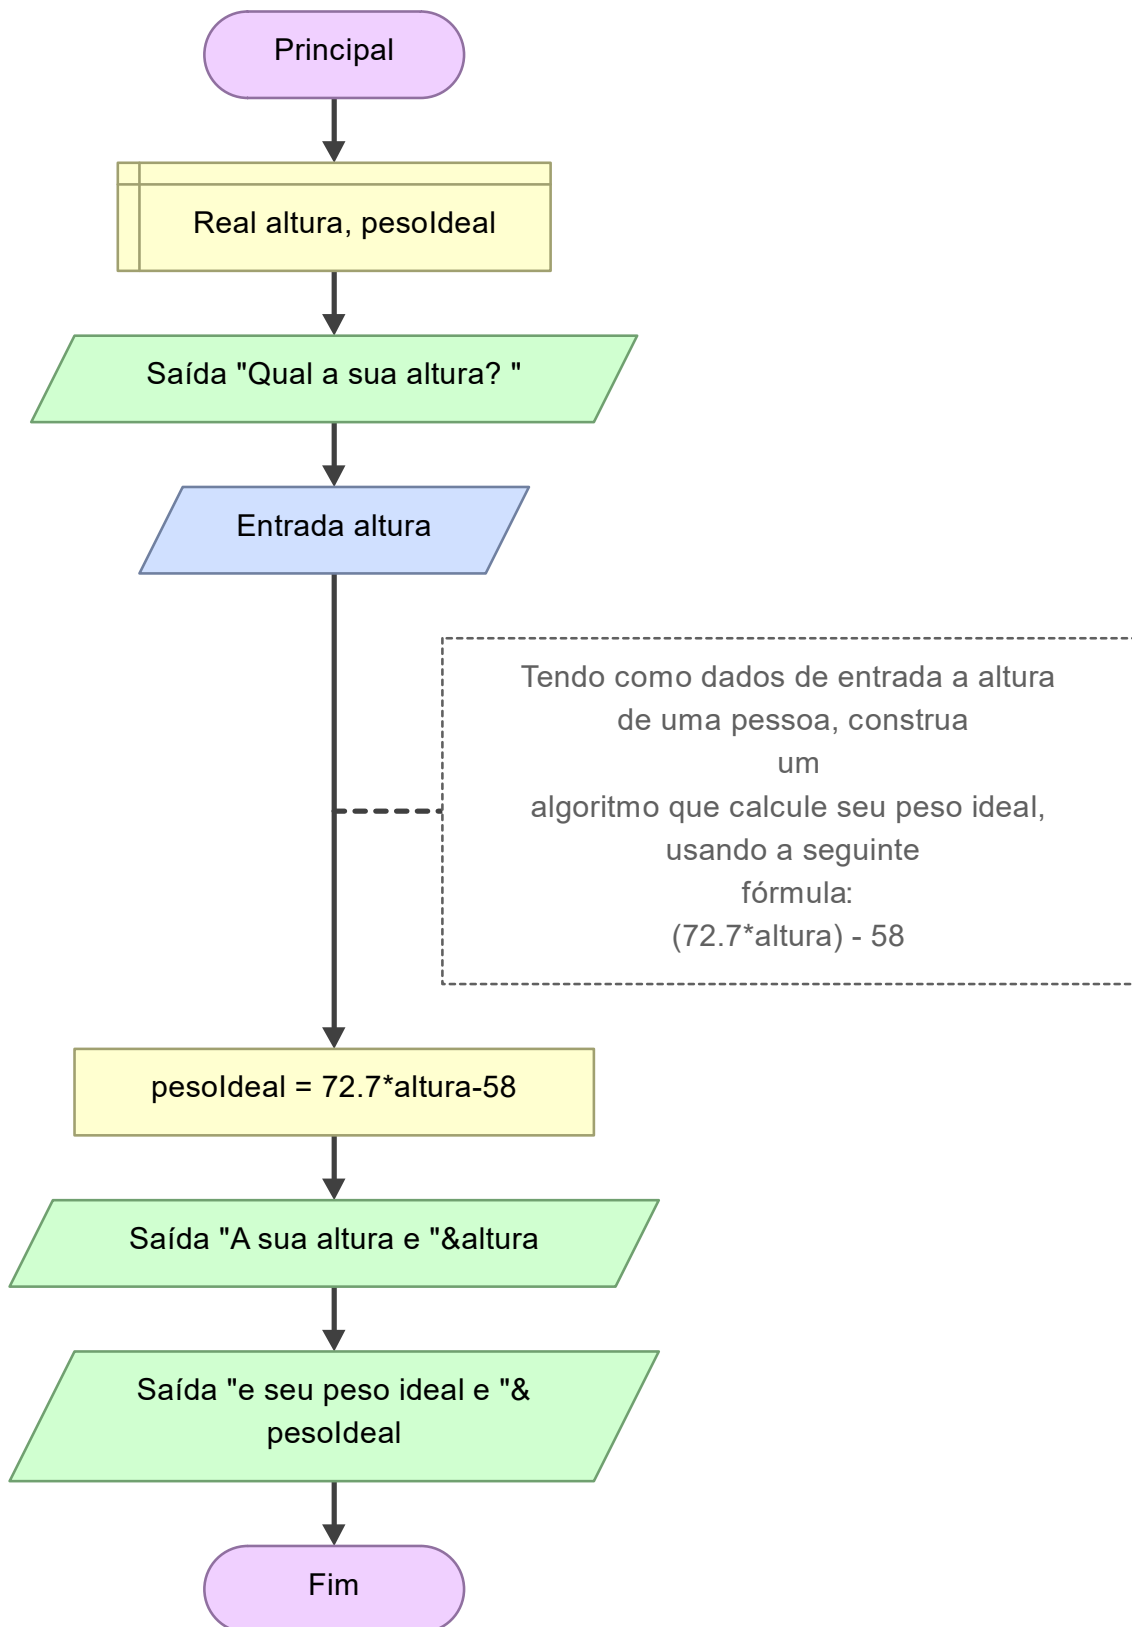 Principal
Real altura, pesoIdeal
Saída "Qual a sua altura? "
Entrada altura
Tendo como dados de entrada a altura
de uma pessoa, construa
um
algoritmo que calcule seu peso ideal,
usando a seguinte
fórmula:
(72.7*altura) - 58
pesoIdeal = 72.7*altura-58
Saída "A sua altura e "&altura
Saída "e seu peso ideal e "&
pesoIdeal
Fim